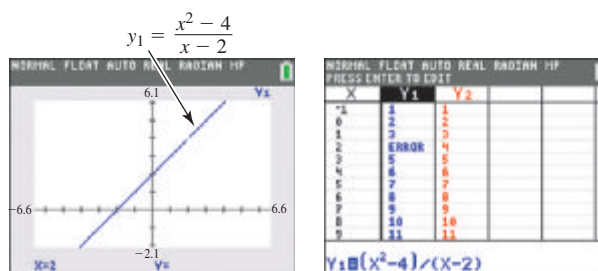 y₁ = (x² − 4)/(x − 2)
NORMAL FLOAT AUTO REAL RADIAN MP
6.1
Y1
-6.6
6.6
-2.1
X=2
Y=
NORMAL FLOAT AUTO REAL RADIAN MP
PRESS ENTER TO EDIT
X Y1 Y2
-1 1 1
0 2 2
1 3 3
2 ERROR 4
3 5 5
4 6 6
5 7 7
6 8 8
7 9 9
8 10 10
9 11 11
Y1=(X²-4)/(X-2)